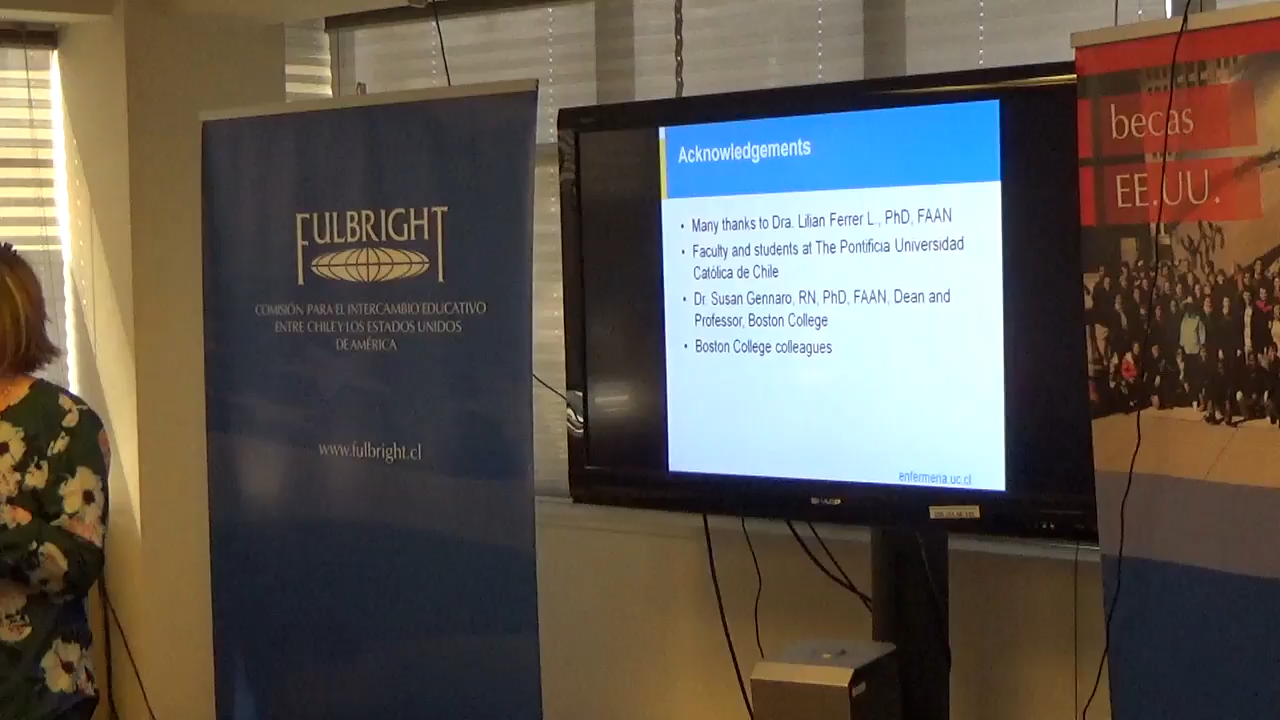 FULBRIGHT
COMISIÓN PARA EL INTERCAMBIO EDUCATIVO
ENTRE CHILE Y LOS ESTADOS UNIDOS
DE AMÉRICA
www.fulbright.cl
Acknowledgements
• Many thanks to Dra. Lilian Ferrer L., PhD, FAAN
• Faculty and students at The Pontificia Universidad
Católica de Chile
• Dr. Susan Gennaro, RN, PhD, FAAN, Dean and
Professor, Boston College
• Boston College colleagues
enfermeria.uc.cl
SHARP
becas
EE.UU.